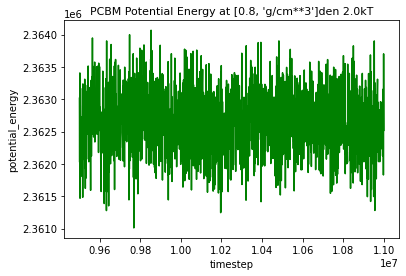 PCBM Potential Energy at [0.8, 'g/cm**3']den 2.0kT
1e6
2.3640
2.3635
2.3630
2.3625
2.3620
2.3615
2.3610
potential_energy
0.96 0.98 1.00 1.02 1.04 1.06 1.08 1.10
timestep
1e7